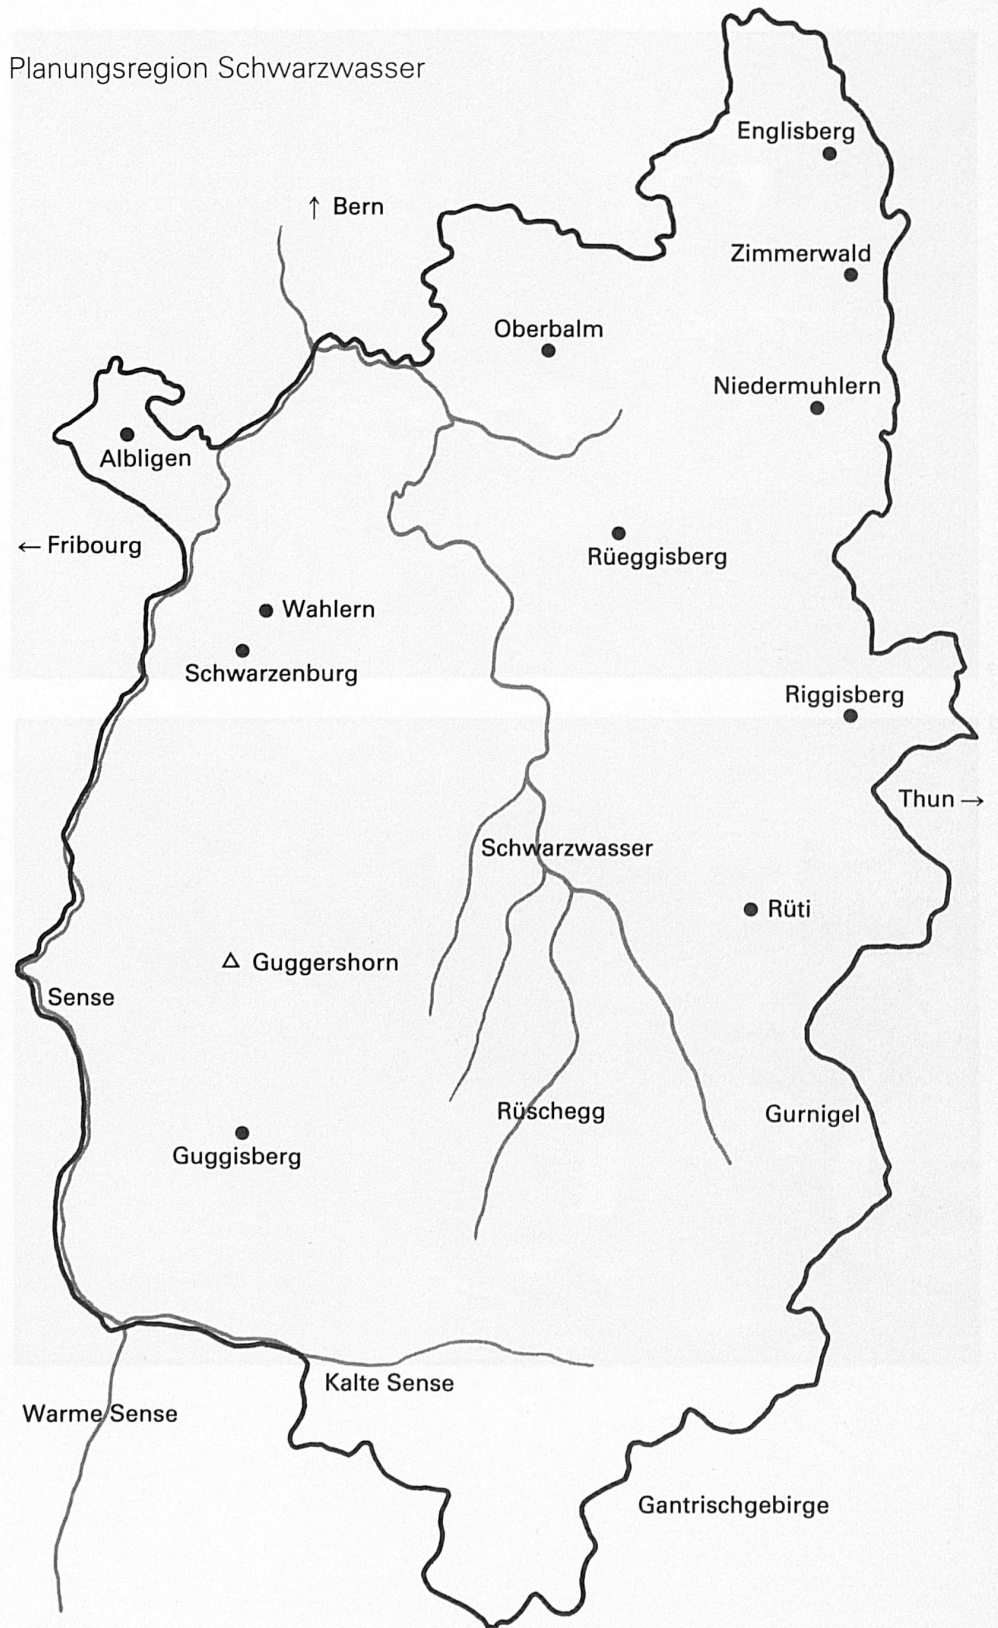 Planungsregion Schwarzwasser
Englisberg
↑ Bern
Zimmerwald
Oberbalm
Niedermuhlern
Albligen
← Fribourg
Rüeggisberg
Wahlern
Schwarzenburg
Riggisberg
Thun →
Schwarzwasser
Rüti
Guggershorn
Sense
Rüschegg
Gurnigel
Guggisberg
Kalte Sense
Warme Sense
Gantrischgebirge